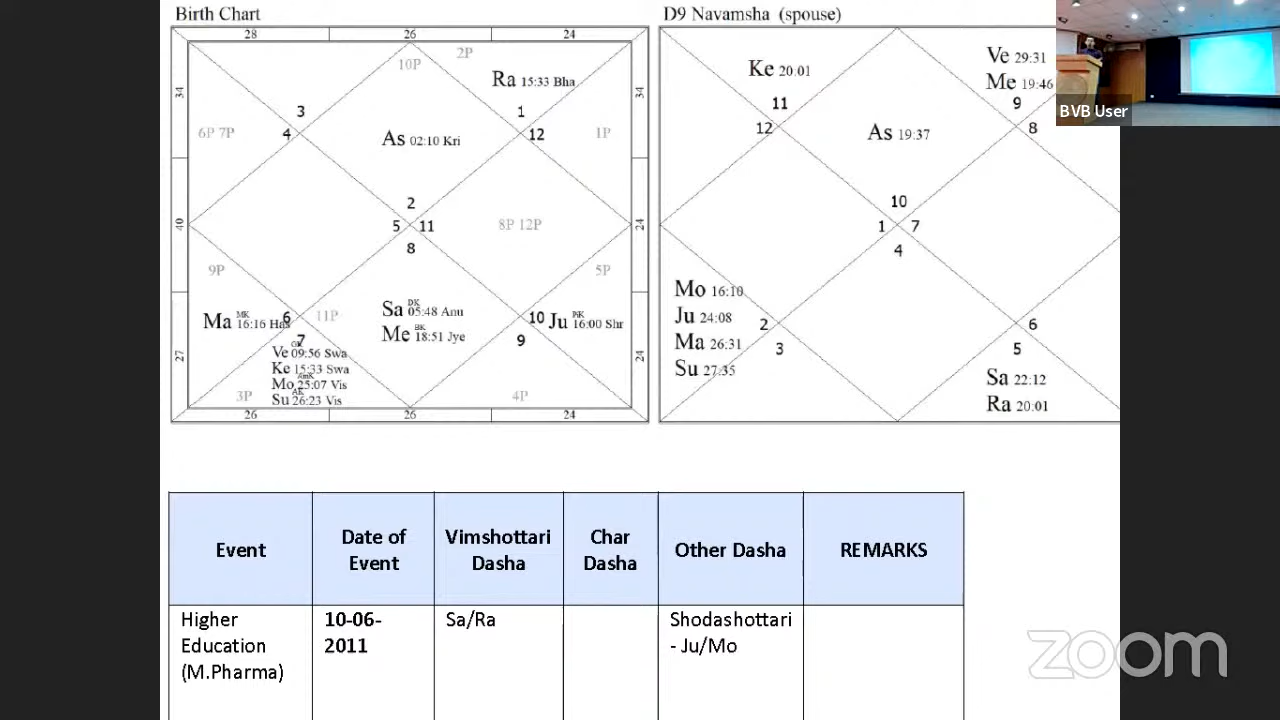 Birth Chart
28
26
24
2P
10P
Ra 15:33 Bha
34
34
3
1
6P 7P
4
As 02:10 Kri
12
1P
2
40
5
11
8P 12P
24
8
9P
5P
Ma MK 16:16 Has
6
11P
Sa DK 05:48 Anu
Me BK 18:51 Jye
10
Ju PiK 16:00 Shr
7
9
27
24
Ve 09:56 Swa
Ke 15:33 Swa
Mo AmK 25:07 Vis
Su AK 26:23 Vis
3P
4P
26
26
24
D9 Navamsha (spouse)
Ke 20:01
Ve 29:31
Me 19:46
11
9
12
As 19:37
8
10
1
7
4
Mo 16:10
Ju 24:08
Ma 26:31
Su 27:35
2
6
3
5
Sa 22:12
Ra 20:01
BVB User
Event
Date of Event
Vimshottari Dasha
Char Dasha
Other Dasha
REMARKS
Higher Education (M.Pharma)
10-06-2011
Sa/Ra
Shodashottari - Ju/Mo
zoom